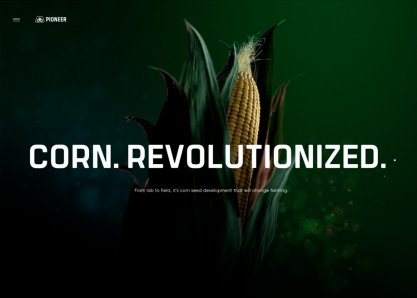 PIONEER
CORN. REVOLUTIONIZED.
From lab to field, it's corn seed development that will change farming.